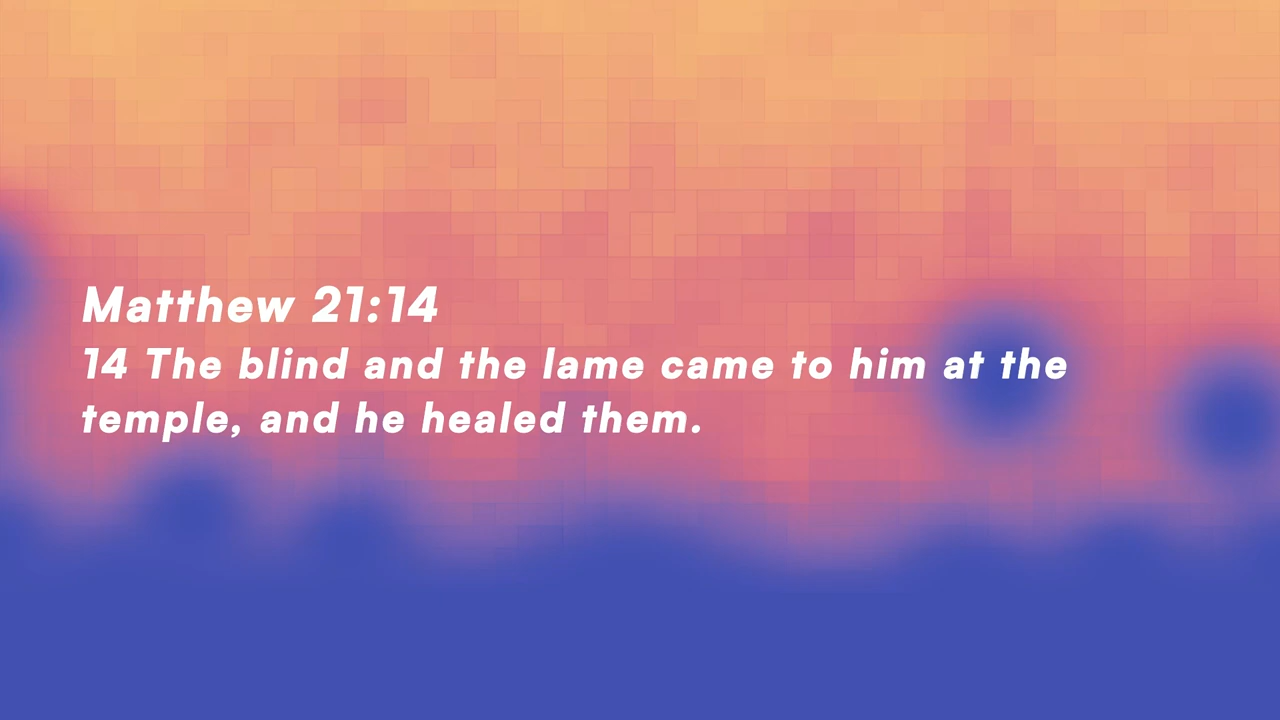 Matthew 21:14
14 The blind and the lame came to him at the
temple, and he healed them.